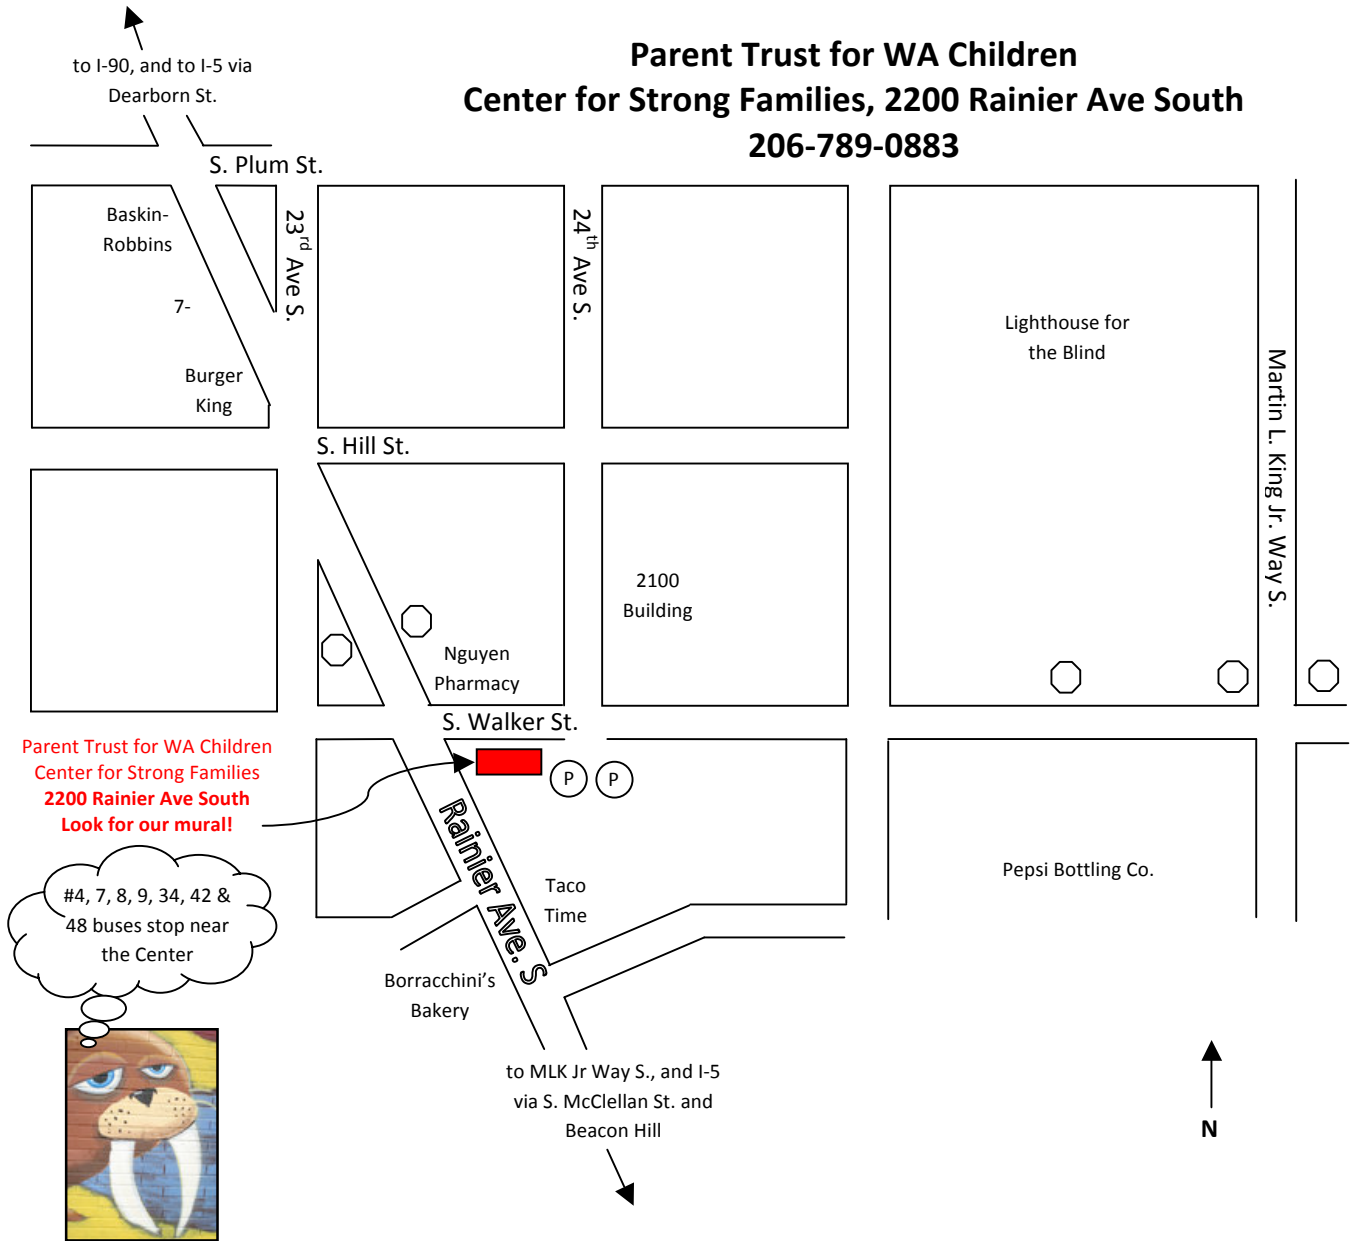 to I-90, and to I-5 via
Dearborn St.
Parent Trust for WA Children
Center for Strong Families, 2200 Rainier Ave South
206-789-0883
S. Plum St.
Baskin-
Robbins
23rd Ave S.
24th Ave S.
7-
Lighthouse for
the Blind
Martin L. King Jr. Way S.
Burger
King
S. Hill St.
2100
Building
Nguyen
Pharmacy
S. Walker St.
Parent Trust for WA Children
Center for Strong Families
2200 Rainier Ave South
Look for our mural!
P
P
Rainier Ave. S
#4, 7, 8, 9, 34, 42 &
48 buses stop near
the Center
Taco
Time
Pepsi Bottling Co.
Borracchini's
Bakery
to MLK Jr Way S., and I-5
via S. McClellan St. and
Beacon Hill
N